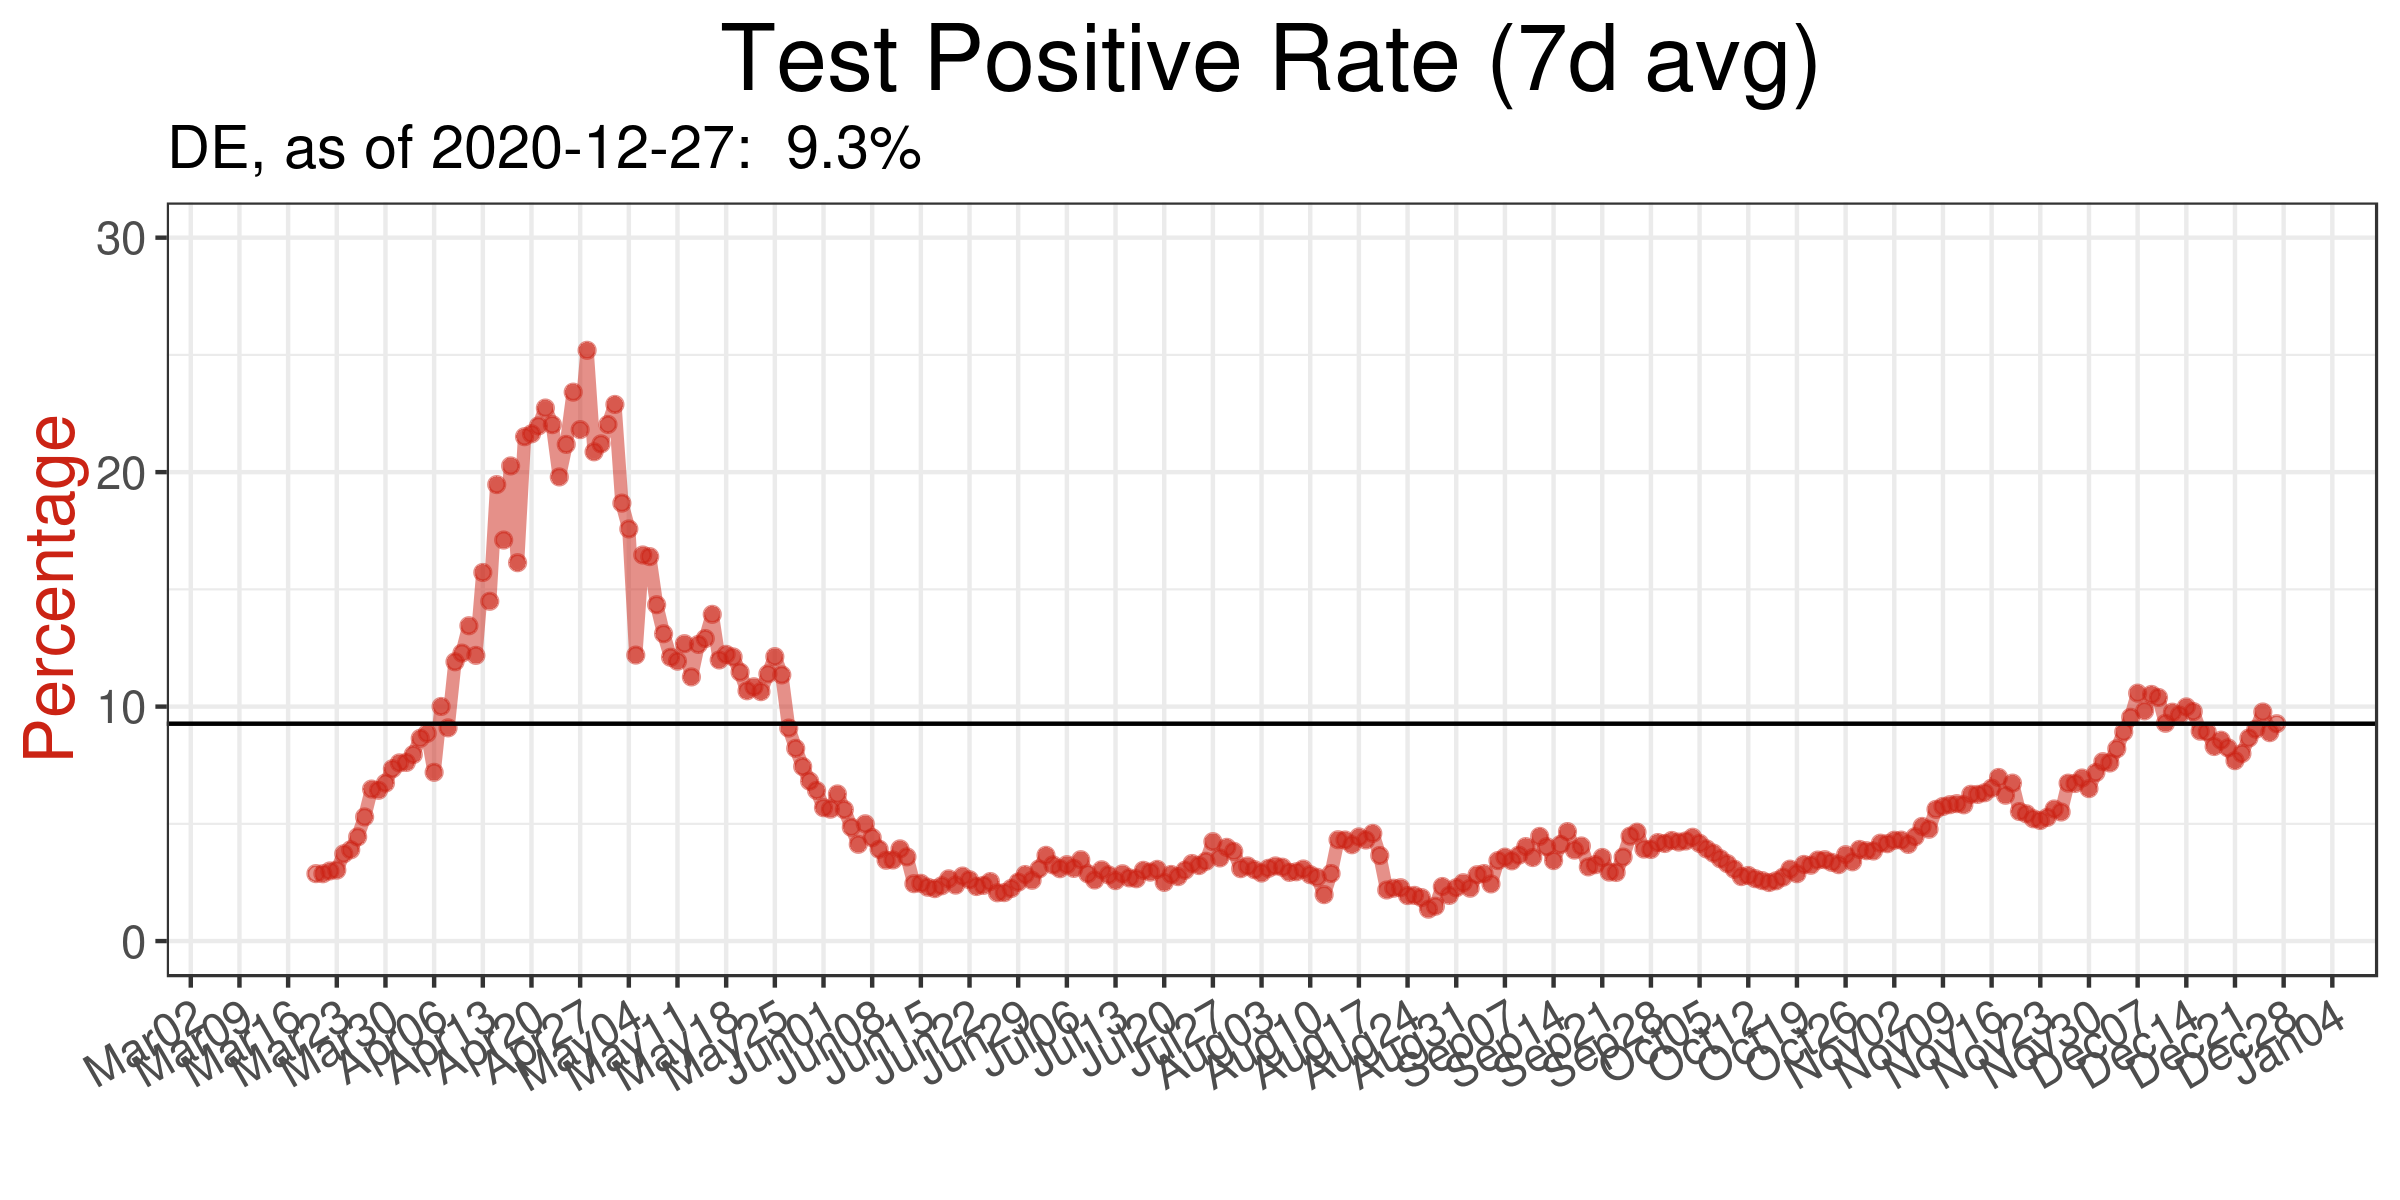 Test Positive Rate (7d avg)
DE, as of 2020-12-27:  9.3%
Percentage
30
20
10
0
Mar02
Mar09
Mar16
Mar23
Mar30
Apr06
Apr13
Apr20
Apr27
May04
May11
May18
May25
Jun01
Jun08
Jun15
Jun22
Jun29
Jul06
Jul13
Jul20
Jul27
Aug03
Aug10
Aug17
Aug24
Aug31
Sep07
Sep14
Sep21
Sep28
Oct05
Oct12
Oct19
Oct26
Nov02
Nov09
Nov16
Nov23
Nov30
Dec07
Dec14
Dec21
Dec28
Jan04